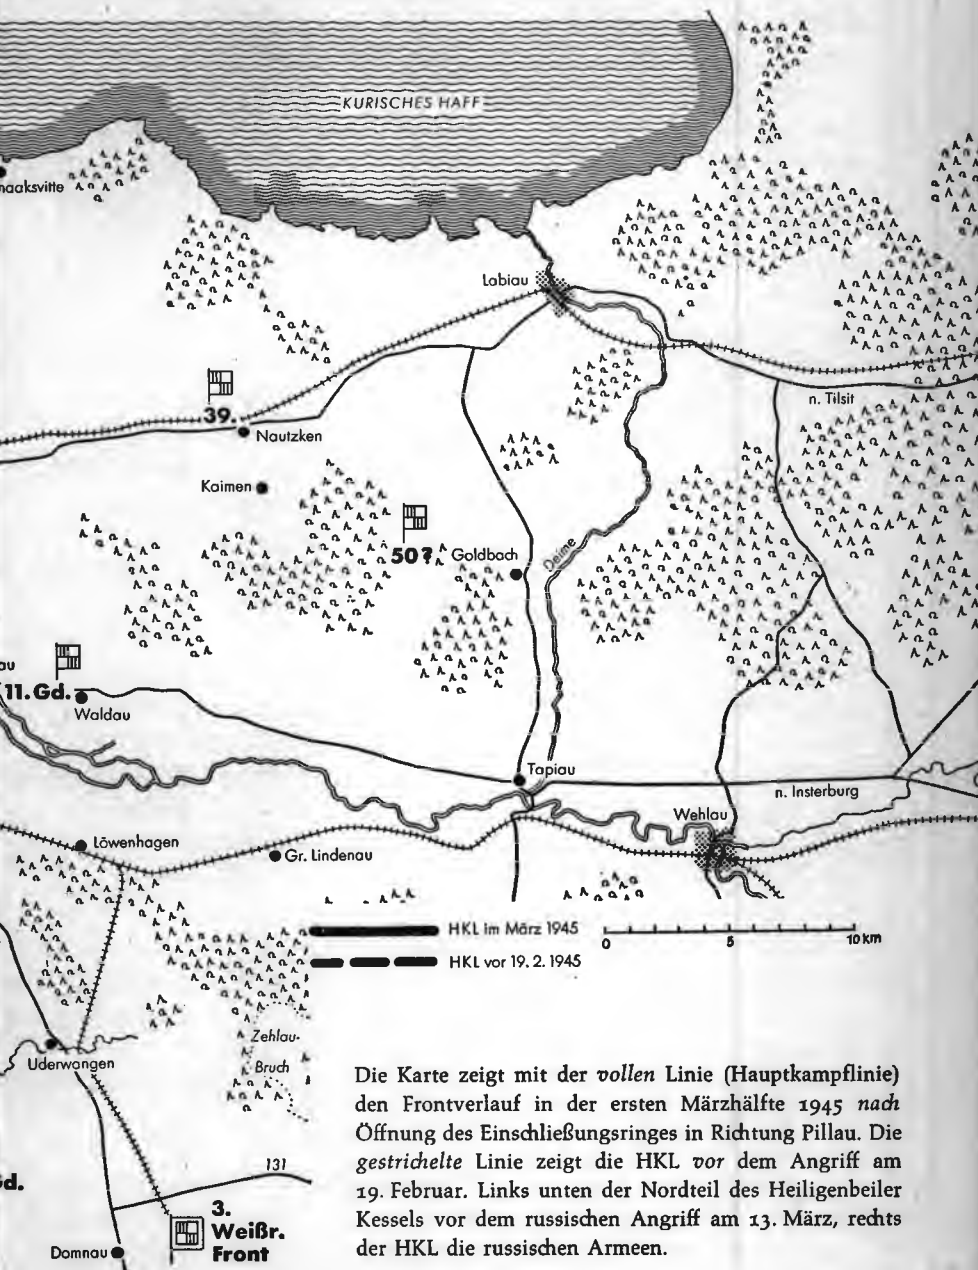 KURISCHES HAFF
Labiau
n. Tilsit
39.
Nautzken
Kaimen
50?
Goldbach
Deime
11. Gd.
Waldau
Tapiau
n. Insterburg
Wehlau
Löwenhagen
Gr. Lindenau
HKL im März 1945
HKL vor 19. 2. 1945
0 5 10 km
Zehlau-
Bruch
Uderwangen
131
3.
Weißr.
Front
Domnau
Die Karte zeigt mit der vollen Linie (Hauptkampflinie)
den Frontverlauf in der ersten Märzhälfte 1945 nach
Öffnung des Einschließungsringes in Richtung Pillau. Die
gestrichelte Linie zeigt die HKL vor dem Angriff am
19. Februar. Links unten der Nordteil des Heiligenbeiler
Kessels vor dem russischen Angriff am 13. März, rechts
der HKL die russischen Armeen.